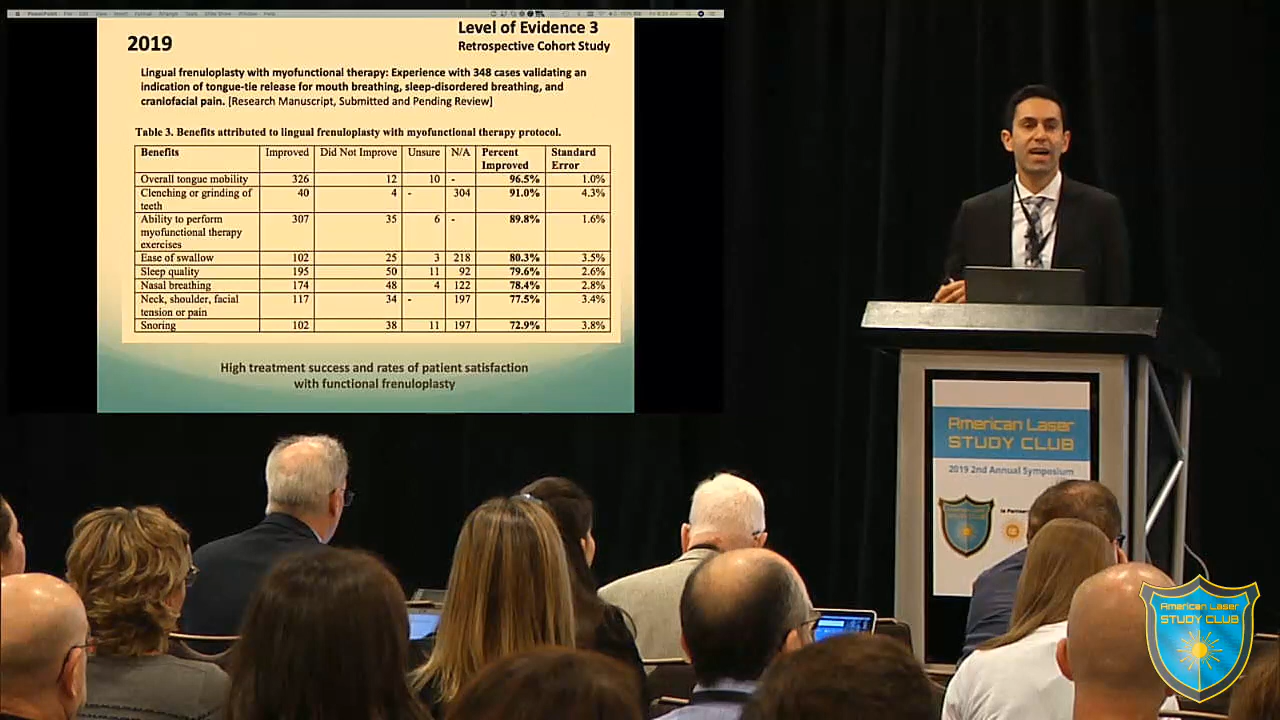 2019
Level of Evidence 3
Retrospective Cohort Study
Lingual frenuloplasty with myofunctional therapy: Experience with 348 cases validating an
indication of tongue-tie release for mouth breathing, sleep-disordered breathing, and
craniofacial pain. [Research Manuscript, Submitted and Pending Review]
Table 3. Benefits attributed to lingual frenuloplasty with myofunctional therapy protocol.
Benefits Improved Did Not Improve Unsure N/A Percent Improved Standard Error
Overall tongue mobility 326 12 10 - 96.5% 1.0%
Clenching or grinding of teeth 40 4 - 304 91.0% 4.3%
Ability to perform myofunctional therapy exercises 307 35 6 - 89.8% 1.6%
Ease of swallow 102 25 3 218 80.3% 3.5%
Sleep quality 195 50 11 92 79.6% 2.6%
Nasal breathing 174 48 4 122 78.4% 2.8%
Neck, shoulder, facial tension or pain 117 34 - 197 77.5% 3.4%
Snoring 102 38 11 197 72.9% 3.8%
High treatment success and rates of patient satisfaction
with functional frenuloplasty
American Laser
STUDY CLUB
2019 2nd Annual Symposium
In Partner
American Laser
STUDY CLUB